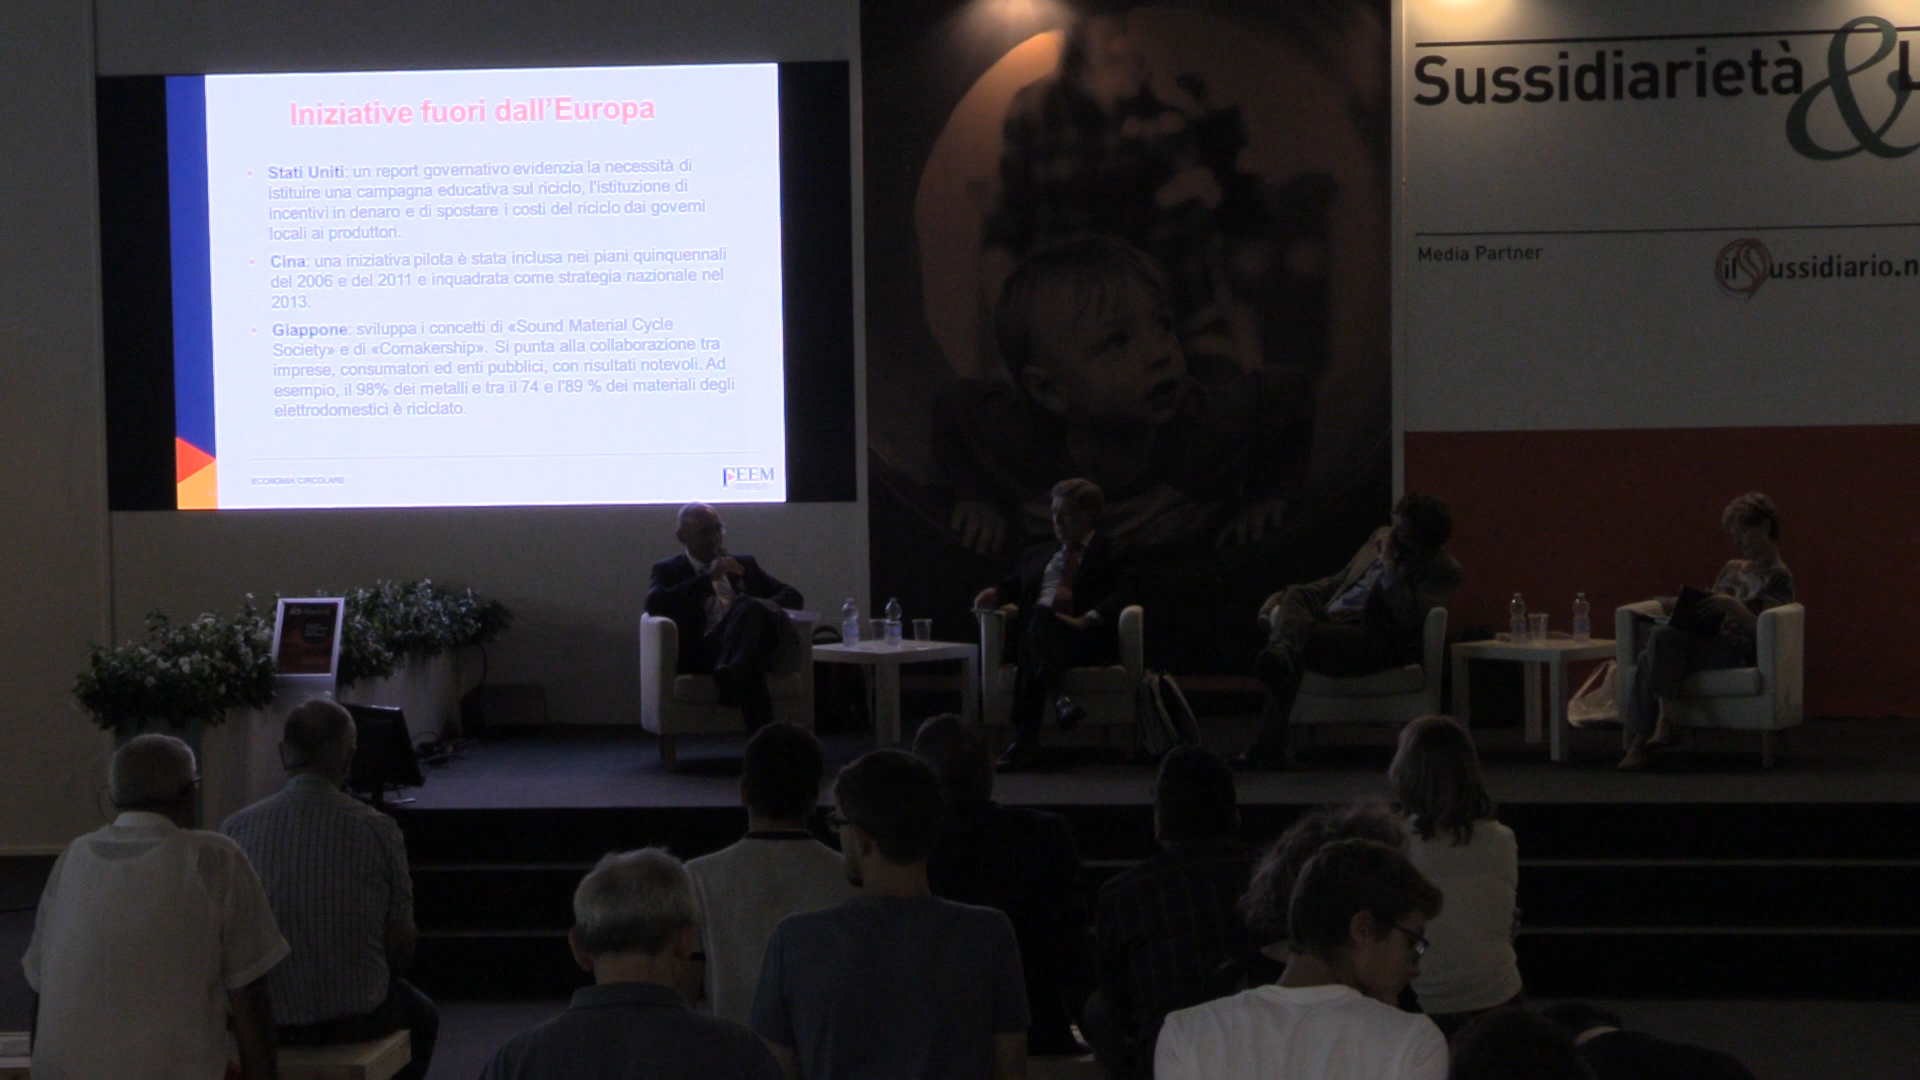 Iniziative fuori dall'Europa
• Stati Uniti: un report governativo evidenzia la necessità di
istituire una campagna educativa sul riciclo, l'istituzione di
incentivi in denaro e di spostare i costi del riciclo dai governi
locali ai produttori.
• Cina: una iniziativa pilota è stata inclusa nei piani quinquennali
del 2006 e del 2011 e inquadrata come strategia nazionale nel
2013.
• Giappone: sviluppa i concetti di «Sound Material Cycle
Society» e di «Comakership». Si punta alla collaborazione tra
imprese, consumatori ed enti pubblici, con risultati notevoli. Ad
esempio, il 98% dei metalli e tra il 74 e l'89 % dei materiali degli
elettrodomestici è riciclato.
ECONOMIA CIRCOLARE
FEEM
Sussidiarietà & L
Media Partner
ilSussidiario.n